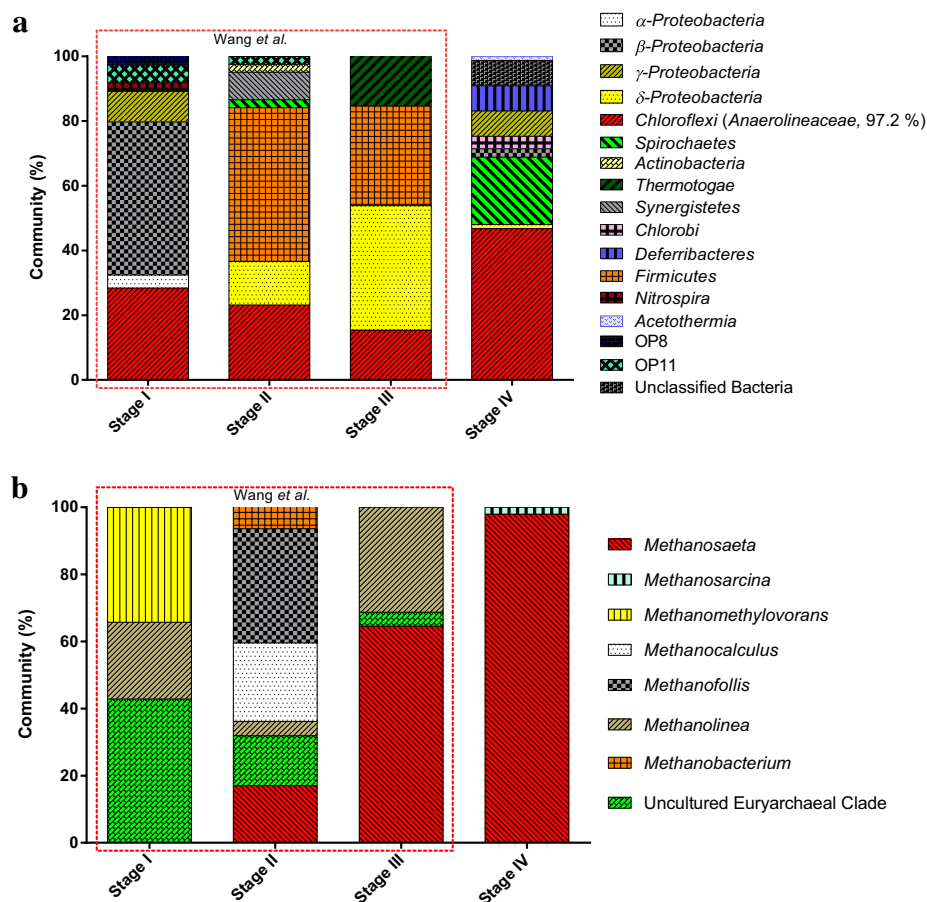 a
Wang et al.
100
80
60
40
20
0
Community (%)
Stage I
Stage II
Stage III
Stage IV
α-Proteobacteria
β-Proteobacteria
γ-Proteobacteria
δ-Proteobacteria
Chloroflexi (Anaerolineaceae, 97.2 %)
Spirochaetes
Actinobacteria
Thermotogae
Synergistetes
Chlorobi
Deferribacteres
Firmicutes
Nitrospira
Acetothermia
OP8
OP11
Unclassified Bacteria
b
Wang et al.
100
80
60
40
20
0
Community (%)
Stage I
Stage II
Stage III
Stage IV
Methanosaeta
Methanosarcina
Methanomethylovorans
Methanocalculus
Methanofollis
Methanolinea
Methanobacterium
Uncultured Euryarchaeal Clade